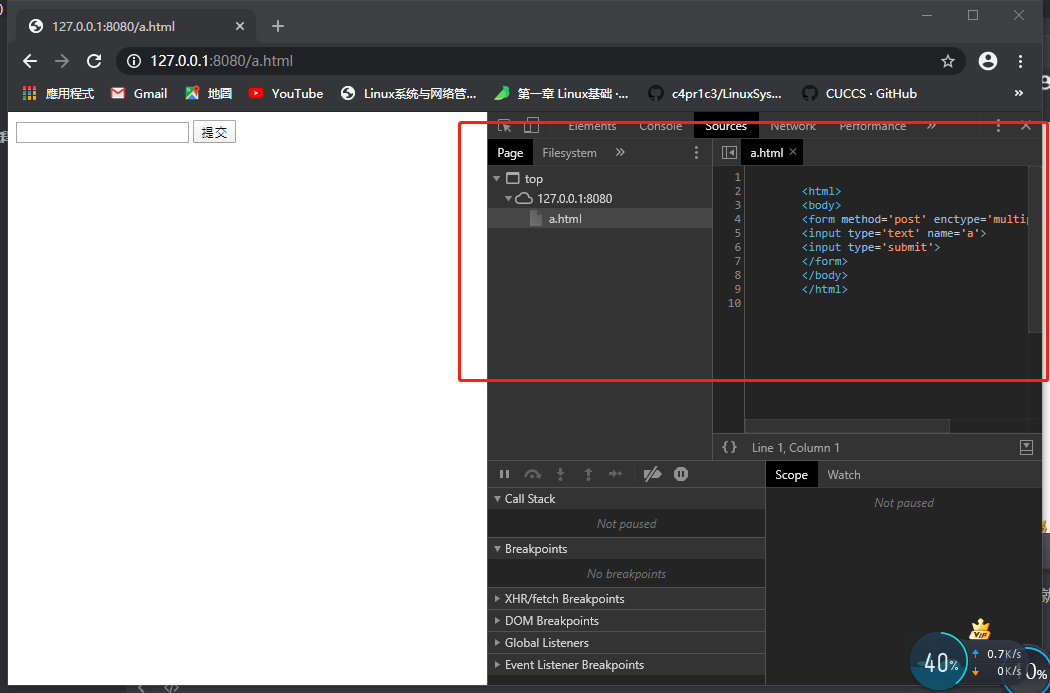 127.0.0.1:8080/a.html
127.0.0.1:8080/a.html
應用程式 Gmail 地圖 YouTube Linux系统与网络管... 第一章 Linux基础 ·... c4pr1c3/LinuxSys... CUCCS · GitHub »
提交
Elements Console Sources Network Performance »
Page Filesystem » a.html
top
127.0.0.1:8080
a.html
1
2 <html>
3 <body>
4 <form method='post' enctype='multip
5 <input type='text' name='a'>
6 <input type='submit'>
7 </form>
8 </body>
9 </html>
10
{} Line 1, Column 1
Scope Watch
Call Stack
Not paused
Not paused
Breakpoints
No breakpoints
XHR/fetch Breakpoints
DOM Breakpoints
Global Listeners
Event Listener Breakpoints
VIP
40% 0.7K/s
0K/s